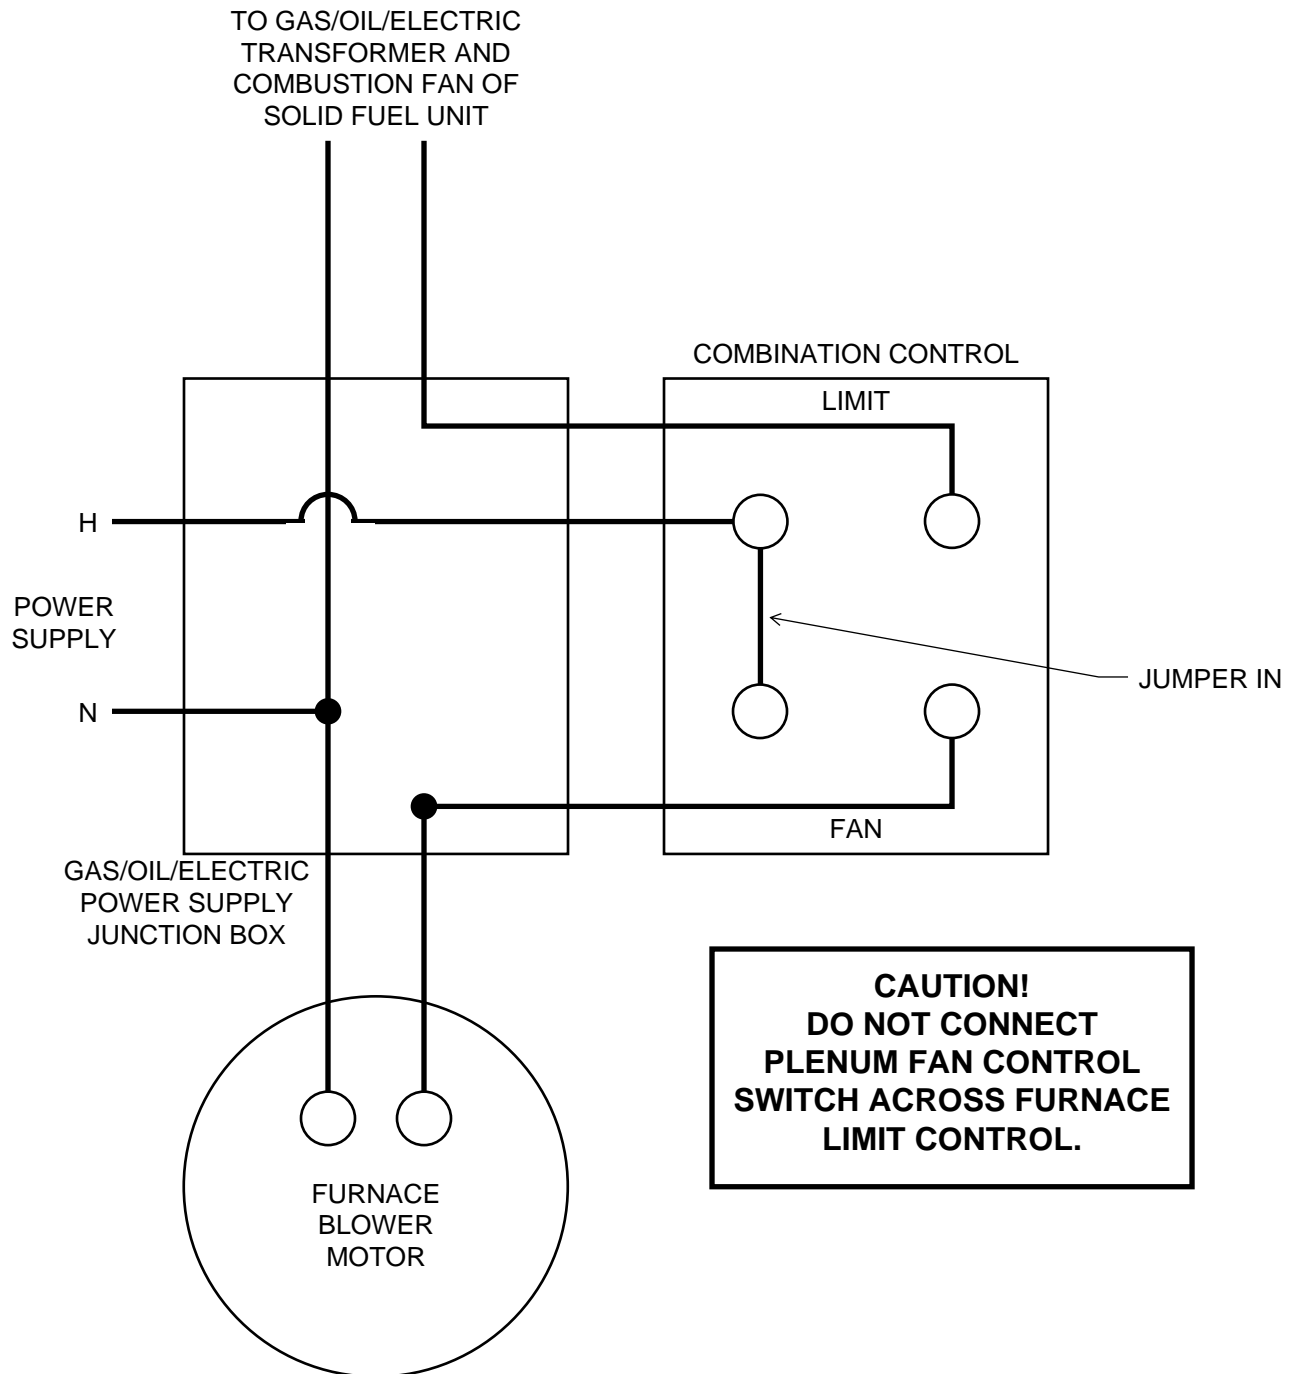 TO GAS/OIL/ELECTRIC
TRANSFORMER AND
COMBUSTION FAN OF
SOLID FUEL UNIT
COMBINATION CONTROL
LIMIT
H
POWER
SUPPLY
JUMPER IN
N
FAN
GAS/OIL/ELECTRIC
POWER SUPPLY
JUNCTION BOX
CAUTION!
DO NOT CONNECT
PLENUM FAN CONTROL
SWITCH ACROSS FURNACE
LIMIT CONTROL.
FURNACE
BLOWER
MOTOR